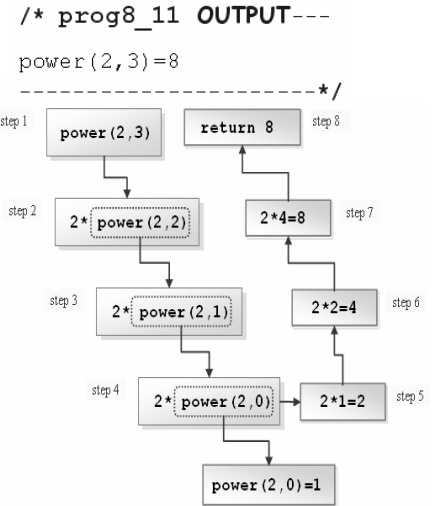 /* prog8_11 OUTPUT---
power(2,3)=8
-----------------------*/
step 1
power(2,3)
return 8
step 8
step 2
2* power(2,2)
2*4=8
step 7
step 3
2* power(2,1)
2*2=4
step 6
step 4
2* power(2,0)
2*1=2
step 5
power(2,0)=1